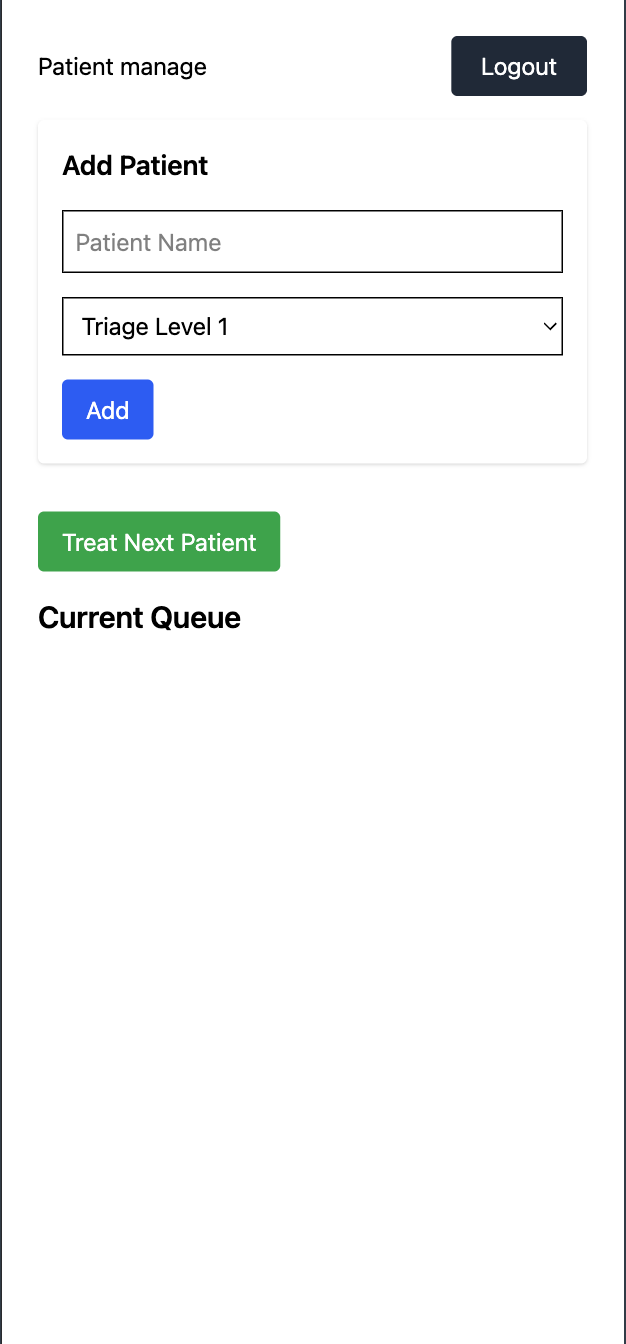 Patient manage
Logout
Add Patient
Patient Name
Triage Level 1
Add
Treat Next Patient
Current Queue